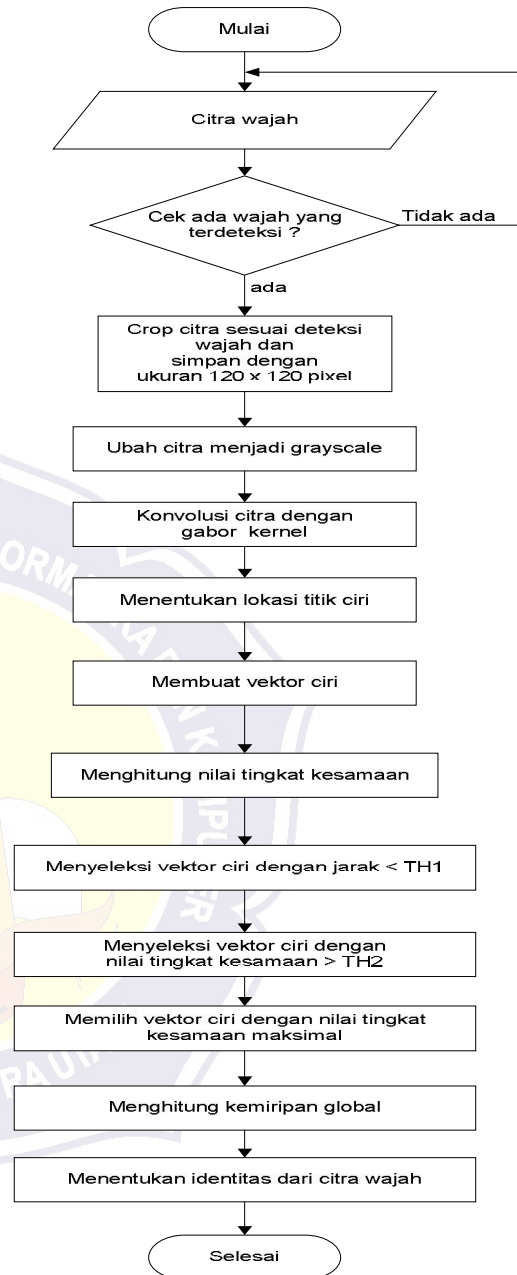 Mulai
Citra wajah
Cek ada wajah yang
terdeteksi ?
Tidak ada
ada
Crop citra sesuai deteksi
wajah dan
simpan dengan
ukuran 120 x 120 pixel
Ubah citra menjadi grayscale
Konvolusi citra dengan
gabor kernel
Menentukan lokasi titik ciri
Membuat vektor ciri
Menghitung nilai tingkat kesamaan
Menyeleksi vektor ciri dengan jarak < TH1
Menyeleksi vektor ciri dengan
nilai tingkat kesamaan > TH2
Memilih vektor ciri dengan nilai tingkat
kesamaan maksimal
Menghitung kemiripan global
Menentukan identitas dari citra wajah
Selesai